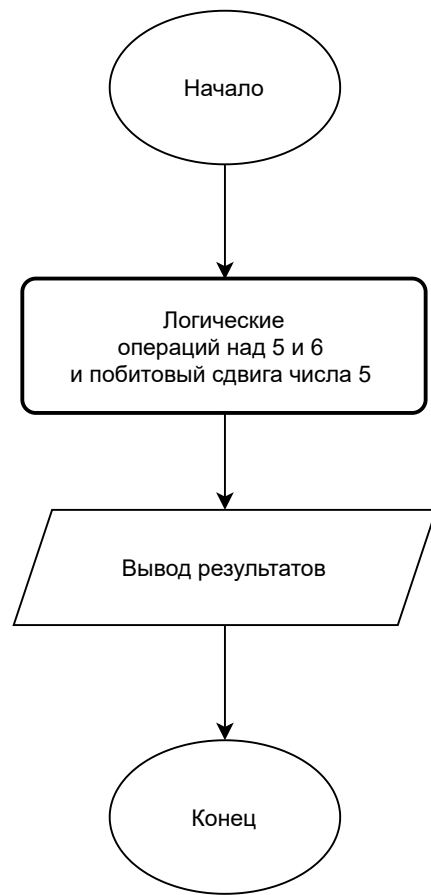 Начало
Логические
операций над 5 и 6
и побитовый сдвига числа 5
Вывод результатов
Конец